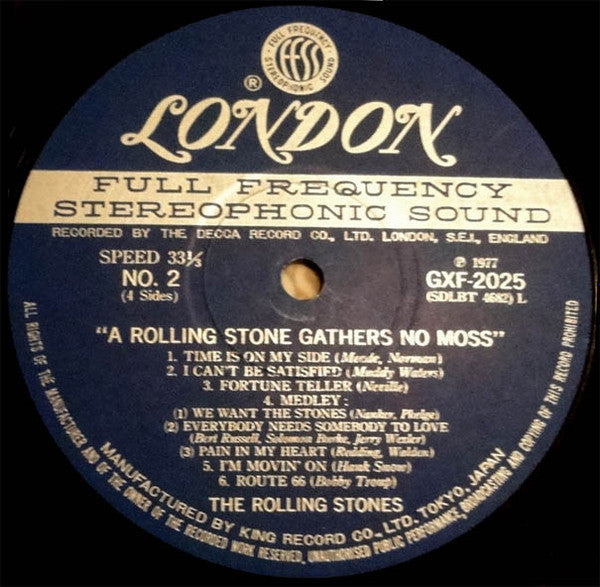 FULL FREQUENCY
FFSS
STEREOPHONIC SOUND
®
LONDON
FULL FREQUENCY
STEREOPHONIC SOUND
RECORDED BY THE DECCA RECORD CO., LTD. LONDON, S.E.I., ENGLAND
SPEED 33⅓
℗ 1977
NO. 2
GXF-2025
(4 Sides)
(SDLBT 4682) L
"A ROLLING STONE GATHERS NO MOSS"
1. TIME IS ON MY SIDE (Meade, Norman)
2. I CAN'T BE SATISFIED (Muddy Waters)
3. FORTUNE TELLER (Neville)
4. MEDLEY :
(1) WE WANT THE STONES (Nanker, Phelge)
(2) EVERYBODY NEEDS SOMEBODY TO LOVE
(Bert Russell, Solomon Burke, Jerry Wexler)
(3) PAIN IN MY HEART (Redding, Walden)
5. I'M MOVIN' ON (Hank Snow)
6. ROUTE 66 (Bobby Troup)
THE ROLLING STONES
MANUFACTURED BY KING RECORD CO., LTD. TOKYO, JAPAN
ALL RIGHTS OF THE MANUFACTURER AND OF THE OWNER OF THE RECORDED WORK RESERVED, UNAUTHORISED PUBLIC PERFORMANCE, BROADCASTING AND COPYING OF THIS RECORD PROHIBITED